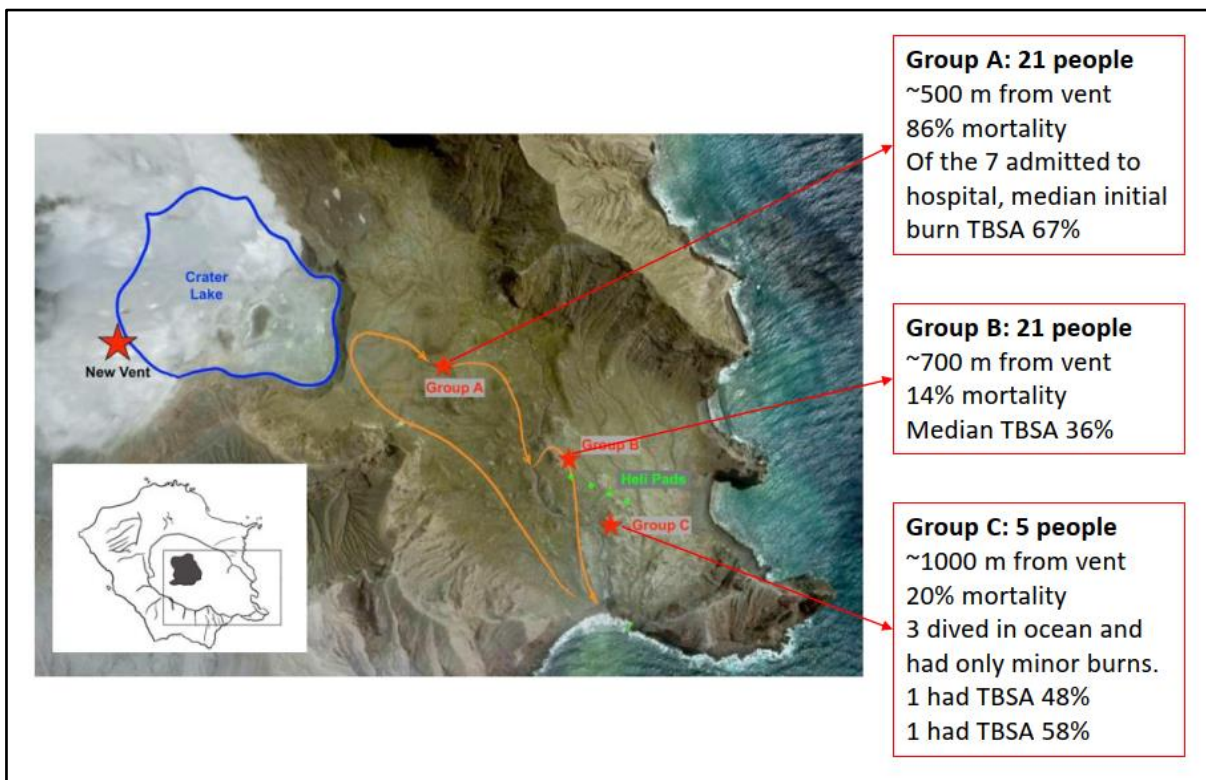 Group A: 21 people
~500 m from vent
86% mortality
Of the 7 admitted to
hospital, median initial
burn TBSA 67%
Crater
Lake
New Vent
Group A
Group B: 21 people
~700 m from vent
14% mortality
Median TBSA 36%
Group B
Heli Pads
Group C
Group C: 5 people
~1000 m from vent
20% mortality
3 dived in ocean and
had only minor burns.
1 had TBSA 48%
1 had TBSA 58%